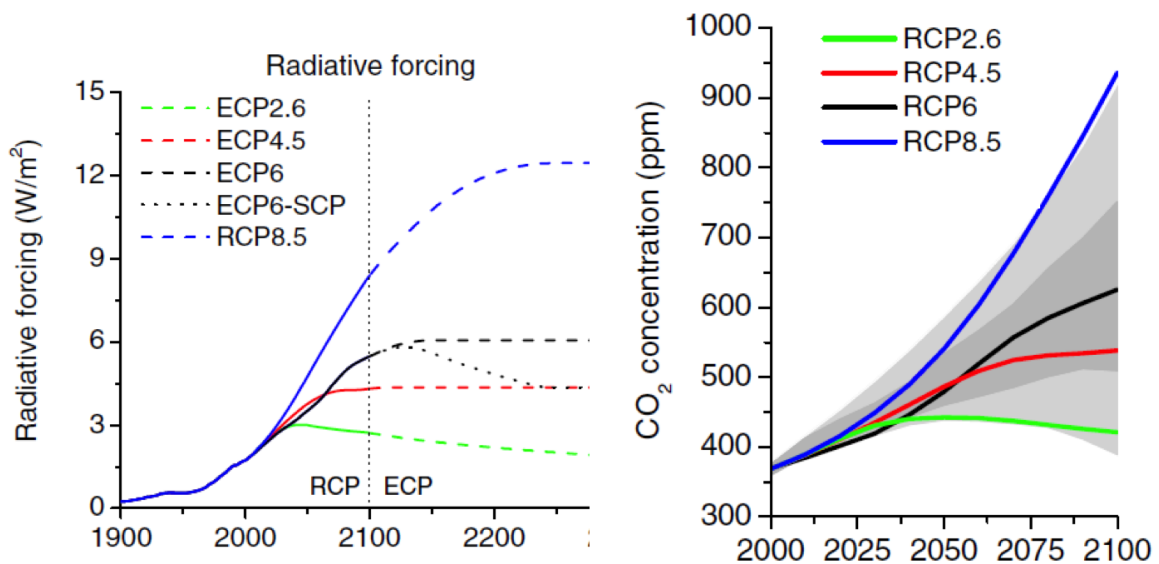 Radiative forcing
15
12
9
6
3
0
Radiative forcing (W/m²)
ECP2.6
ECP4.5
ECP6
ECP6-SCP
RCP8.5
RCP ECP
1900 2000 2100 2200
1000
900
800
700
600
500
400
300
CO₂ concentration (ppm)
RCP2.6
RCP4.5
RCP6
RCP8.5
2000 2025 2050 2075 2100